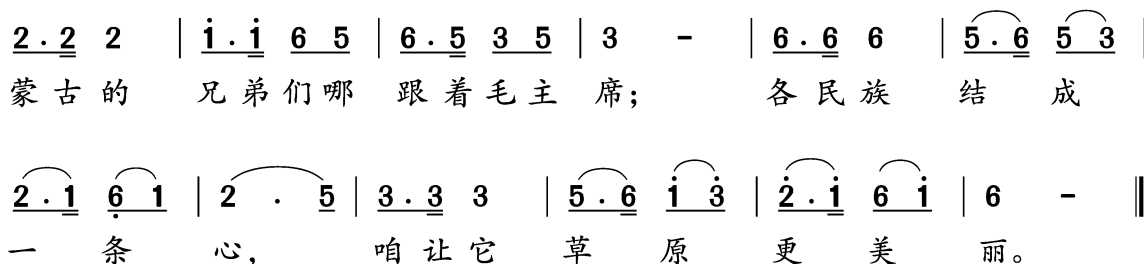 2·2 2 | i·i 6 5 | 6·5 3 5 | 3 - | 6·6 6 | 5·6 5 3 |
蒙古的 兄弟们哪 跟着毛主 席; 各民族 结 成
2·1 6̣ 1 | 2 · 5 | 3·3 3 | 5·6 i 3̇ | 2̇·i 6 i | 6 - ‖
一 条 心, 咱让它 草 原 更 美 丽。